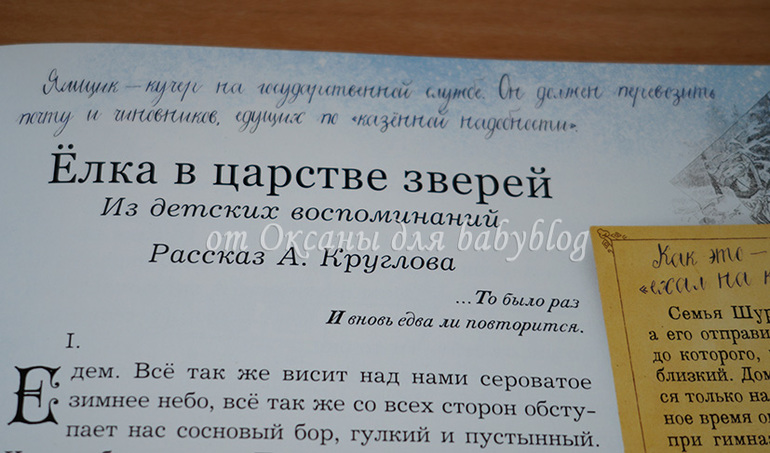 Ямщик — кучер на государственной службе. Он должен перевозить
почту и чиновников, едущих по «казённой надобности».
Ёлка в царстве зверей
Из детских воспоминаний
от Оксаны для babyblog
Рассказ А. Круглова
...То было раз
И вновь едва ли повторится.
I.
Едем. Всё так же висит над нами сероватое
зимнее небо, всё так же со всех сторон обсту-
пает нас сосновый бор, гулкий и пустынный.
Как это —
«ехал на
Семья Шур
а его отправи
до которого,
близкий. Дом
ся только на
ное время о
при гимна